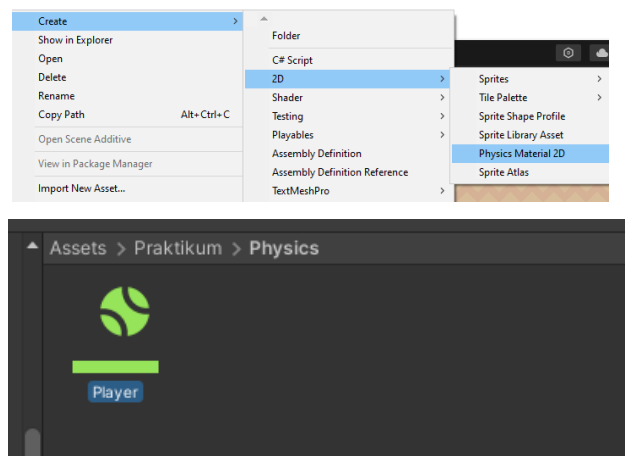 Create
Show in Explorer
Open
Delete
Rename
Copy Path Alt+Ctrl+C
Open Scene Additive
View in Package Manager
Import New Asset...
Folder
C# Script
2D
Shader
Testing
Playables
Assembly Definition
Assembly Definition Reference
TextMeshPro
Sprites
Tile Palette
Sprite Shape Profile
Sprite Library Asset
Physics Material 2D
Sprite Atlas
Assets > Praktikum > Physics
Player